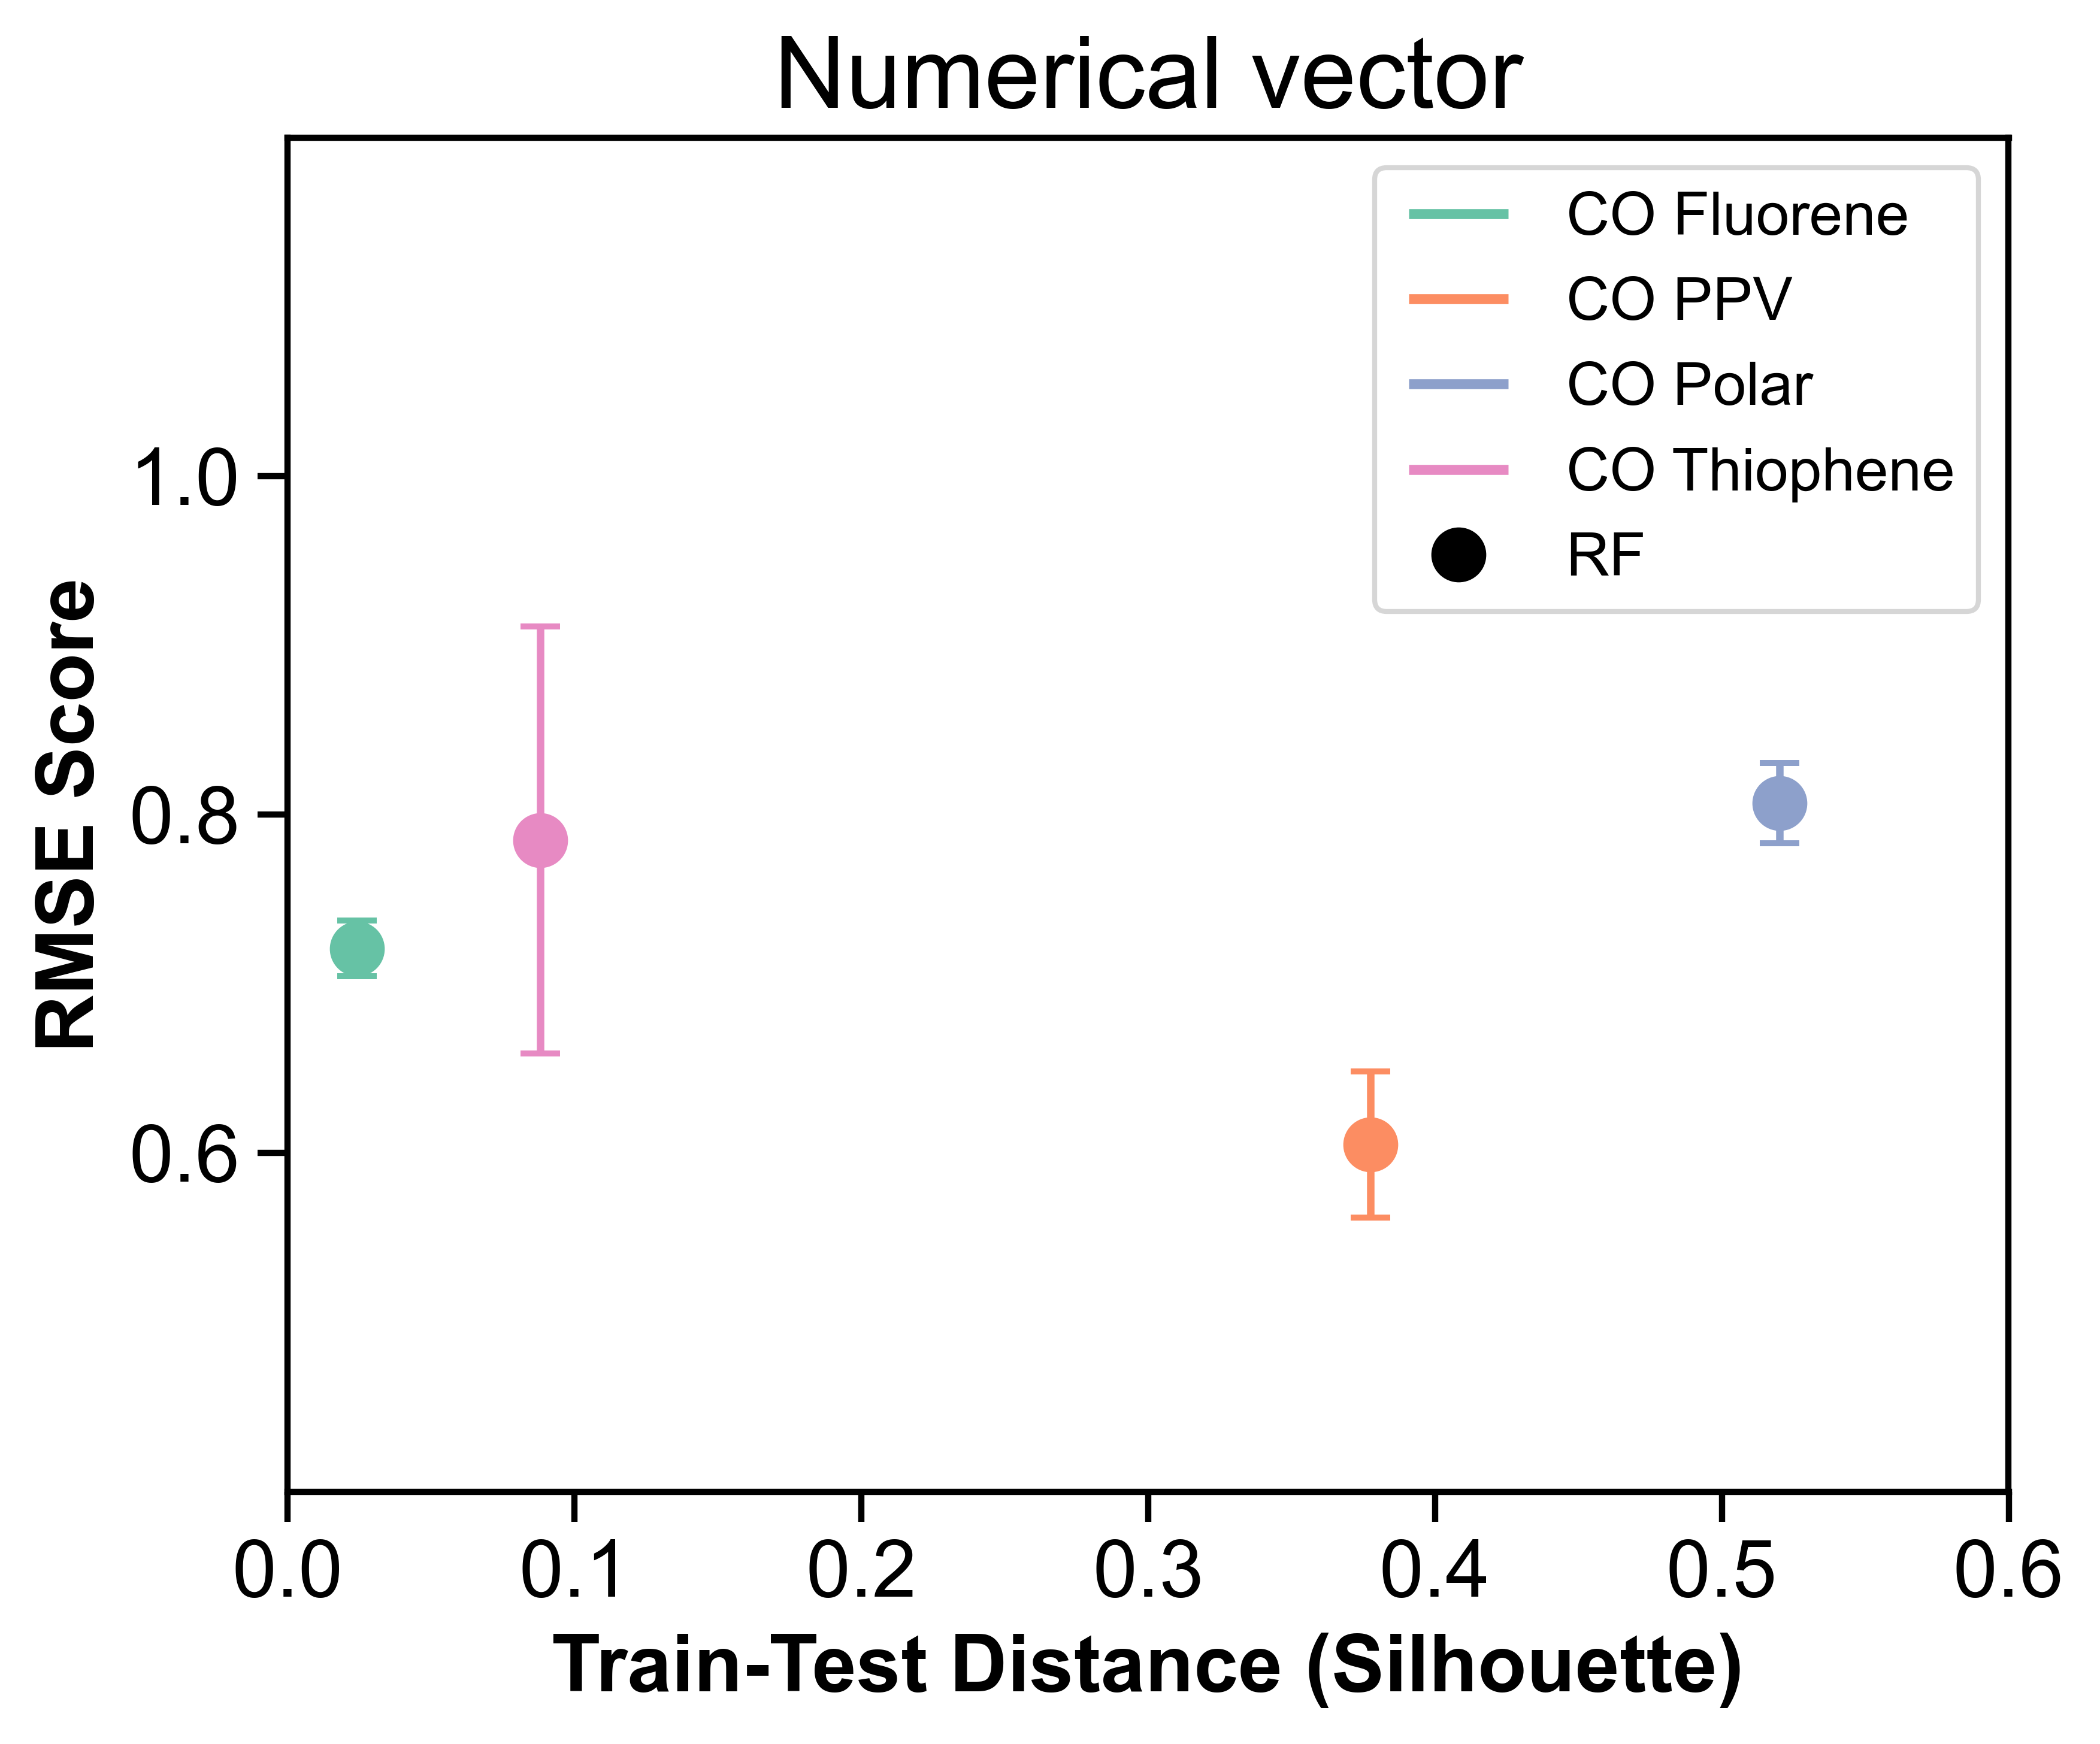 Numerical vector
CO Fluorene
CO PPV
CO Polar
CO Thiophene
RF
RMSE Score
1.0
0.8
0.6
0.0 0.1 0.2 0.3 0.4 0.5 0.6
Train-Test Distance (Silhouette)